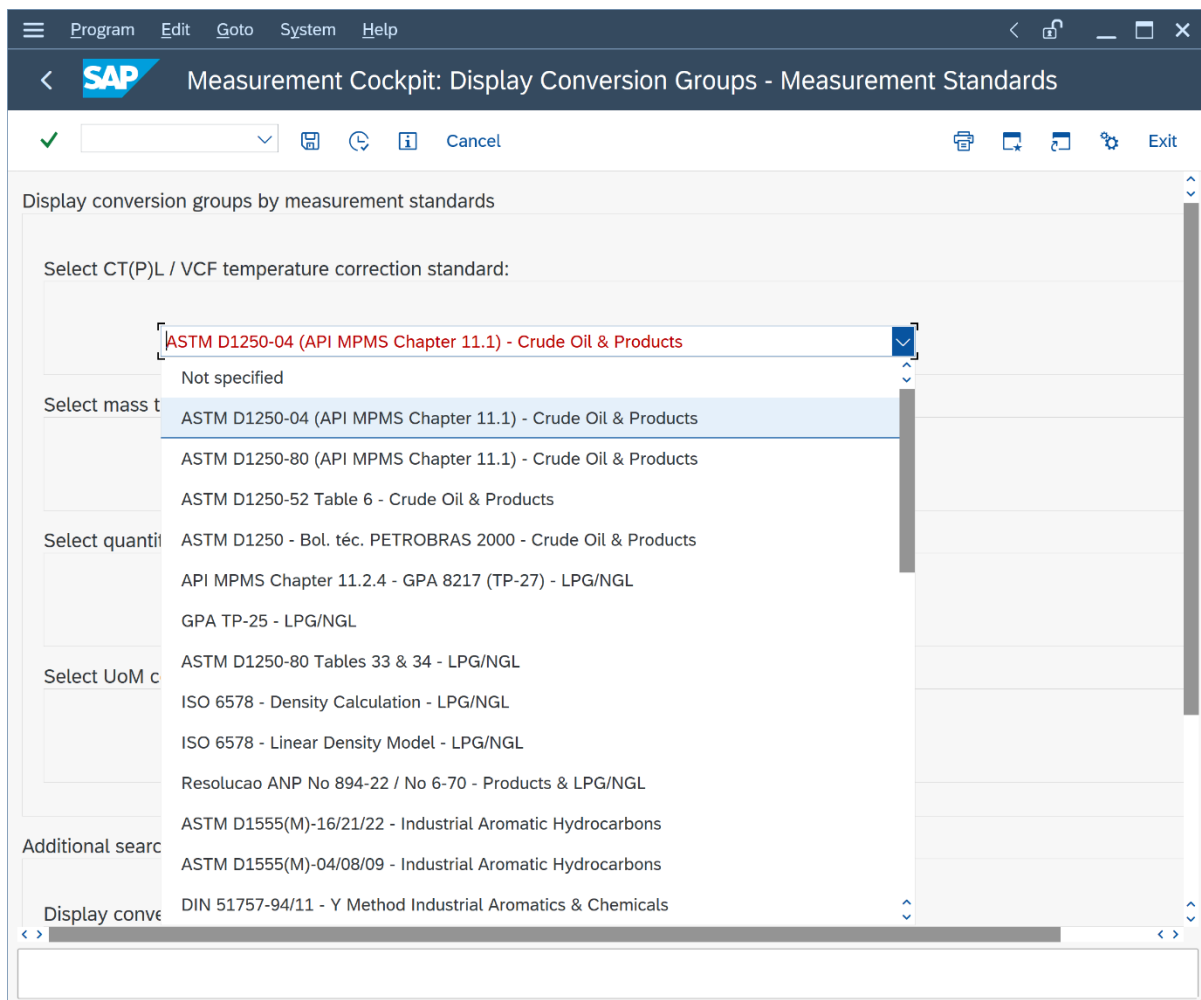 Program Edit Goto System Help
SAP Measurement Cockpit: Display Conversion Groups - Measurement Standards
Cancel Exit
Display conversion groups by measurement standards
Select CT(P)L / VCF temperature correction standard:
ASTM D1250-04 (API MPMS Chapter 11.1) - Crude Oil & Products
Not specified
Select mass t
ASTM D1250-04 (API MPMS Chapter 11.1) - Crude Oil & Products
ASTM D1250-80 (API MPMS Chapter 11.1) - Crude Oil & Products
ASTM D1250-52 Table 6 - Crude Oil & Products
Select quantit
ASTM D1250 - Bol. téc. PETROBRAS 2000 - Crude Oil & Products
API MPMS Chapter 11.2.4 - GPA 8217 (TP-27) - LPG/NGL
GPA TP-25 - LPG/NGL
ASTM D1250-80 Tables 33 & 34 - LPG/NGL
Select UoM c
ISO 6578 - Density Calculation - LPG/NGL
ISO 6578 - Linear Density Model - LPG/NGL
Resolucao ANP No 894-22 / No 6-70 - Products & LPG/NGL
ASTM D1555(M)-16/21/22 - Industrial Aromatic Hydrocarbons
Additional searc
ASTM D1555(M)-04/08/09 - Industrial Aromatic Hydrocarbons
DIN 51757-94/11 - Y Method Industrial Aromatics & Chemicals
Display conve